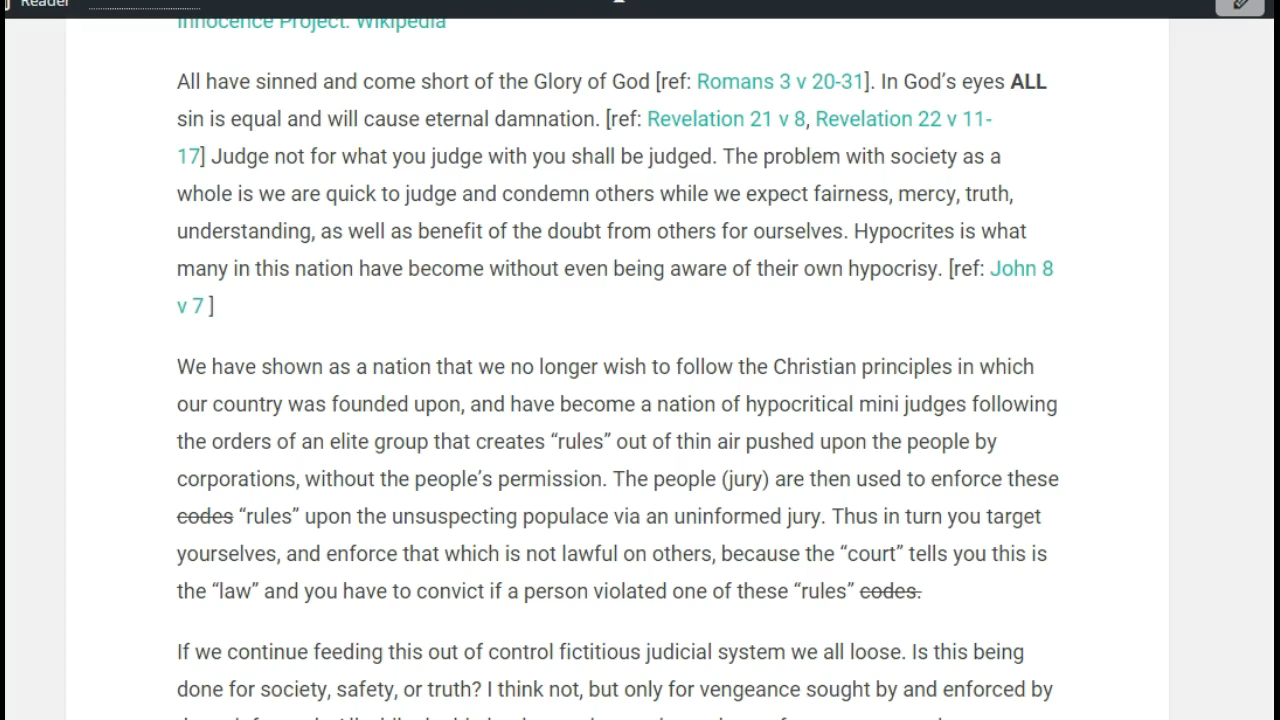 Reader
Innocence Project. Wikipedia
All have sinned and come short of the Glory of God [ref: Romans 3 v 20-31]. In God’s eyes ALL
sin is equal and will cause eternal damnation. [ref: Revelation 21 v 8, Revelation 22 v 11-
17] Judge not for what you judge with you shall be judged. The problem with society as a
whole is we are quick to judge and condemn others while we expect fairness, mercy, truth,
understanding, as well as benefit of the doubt from others for ourselves. Hypocrites is what
many in this nation have become without even being aware of their own hypocrisy. [ref: John 8
v 7 ]
We have shown as a nation that we no longer wish to follow the Christian principles in which
our country was founded upon, and have become a nation of hypocritical mini judges following
the orders of an elite group that creates “rules” out of thin air pushed upon the people by
corporations, without the people’s permission. The people (jury) are then used to enforce these
codes “rules” upon the unsuspecting populace via an uninformed jury. Thus in turn you target
yourselves, and enforce that which is not lawful on others, because the “court” tells you this is
the “law” and you have to convict if a person violated one of these “rules” codes.
If we continue feeding this out of control fictitious judicial system we all loose. Is this being
done for society, safety, or truth? I think not, but only for vengeance sought by and enforced by